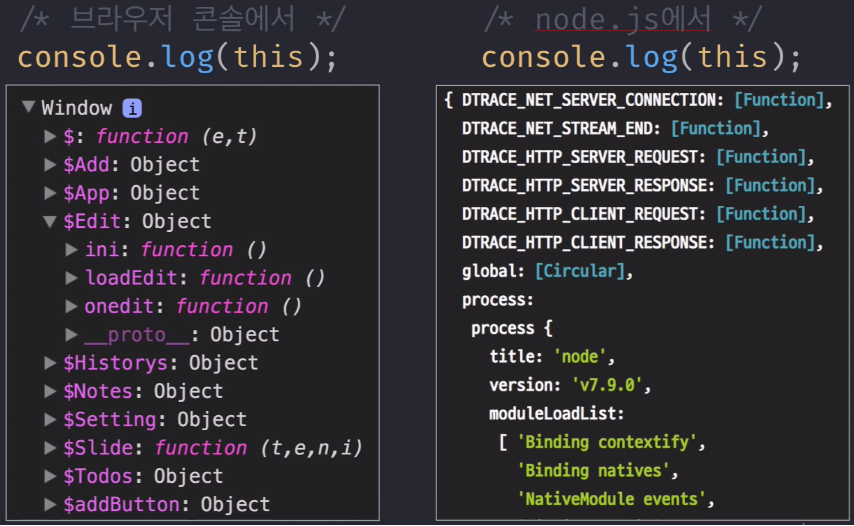 /* 브라우저 콘솔에서 */
console.log(this);
▼ Window i
▶ $: function (e,t)
▶ $Add: Object
▶ $App: Object
▼ $Edit: Object
▶ ini: function ()
▶ loadEdit: function ()
▶ onedit: function ()
▶ __proto__: Object
▶ $Historys: Object
▶ $Notes: Object
▶ $Setting: Object
▶ $Slide: function (t,e,n,i)
▶ $Todos: Object
▶ $addButton: Object
/* node.js에서 */
console.log(this);
{ DTRACE_NET_SERVER_CONNECTION: [Function],
DTRACE_NET_STREAM_END: [Function],
DTRACE_HTTP_SERVER_REQUEST: [Function],
DTRACE_HTTP_SERVER_RESPONSE: [Function],
DTRACE_HTTP_CLIENT_REQUEST: [Function],
DTRACE_HTTP_CLIENT_RESPONSE: [Function],
global: [Circular],
process:
process {
title: 'node',
version: 'v7.9.0',
moduleLoadList:
[ 'Binding contextify',
'Binding natives',
'NativeModule events',